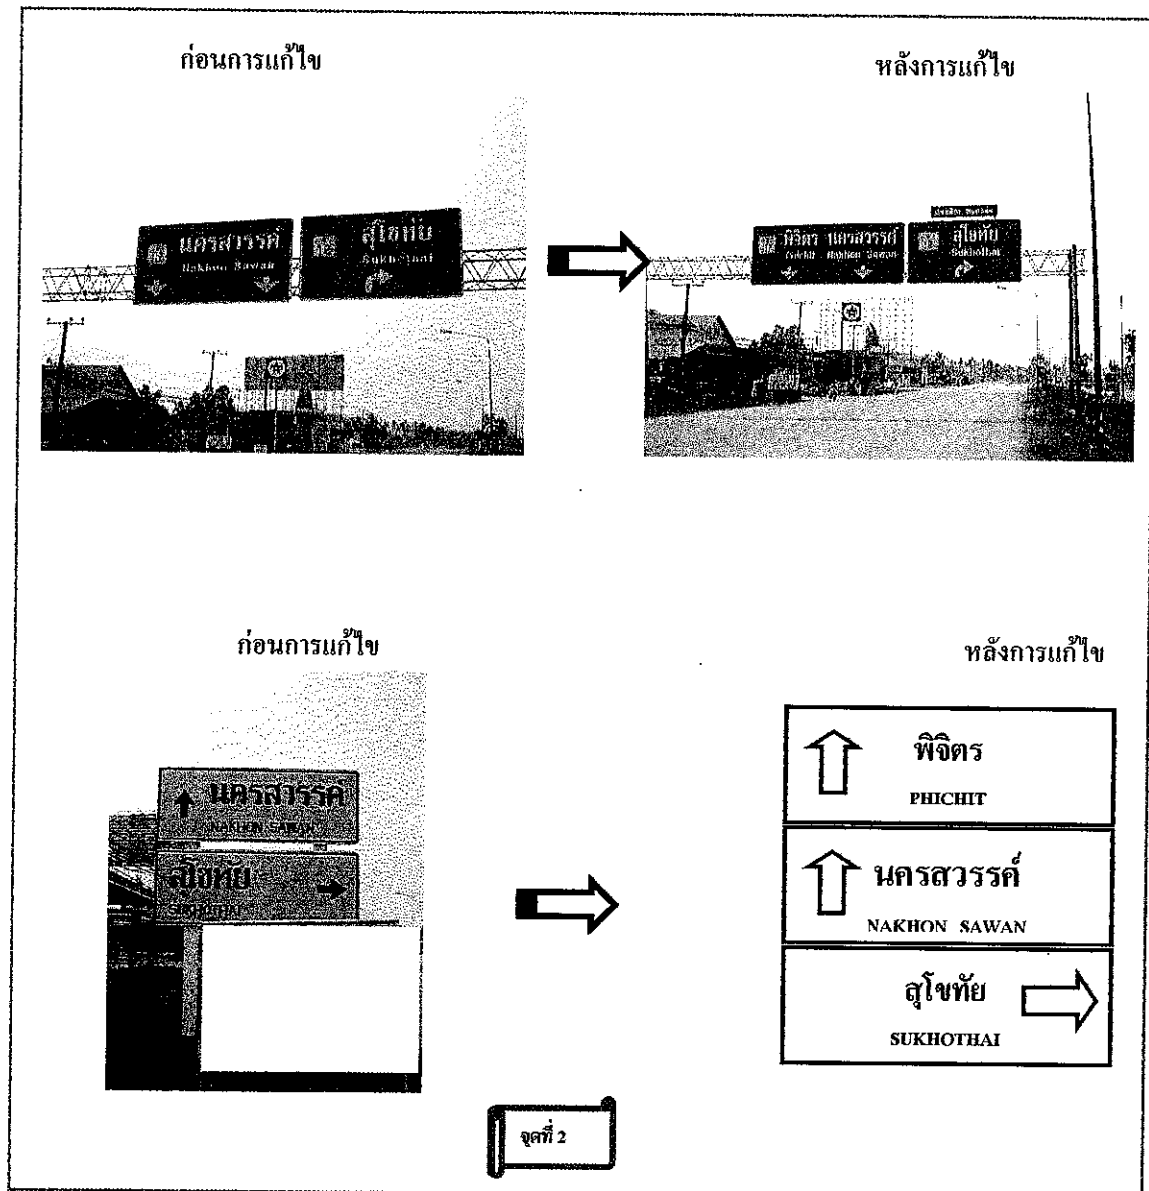 ก่อนการแก้ไข
หลังการแก้ไข
นครสวรรค์
Nakhon Sawan
สุโขทัย
พิจิตร นครสวรรค์
Nakhon Sawan
สุโขทัย
Sukhothai
ก่อนการแก้ไข
หลังการแก้ไข
นครสวรรค์
NAKHON SAWAN
สุโขทัย
SUKHOTHAI
พิจิตร
PHICHIT
นครสวรรค์
NAKHON SAWAN
สุโขทัย
SUKHOTHAI
จุดที่ 2